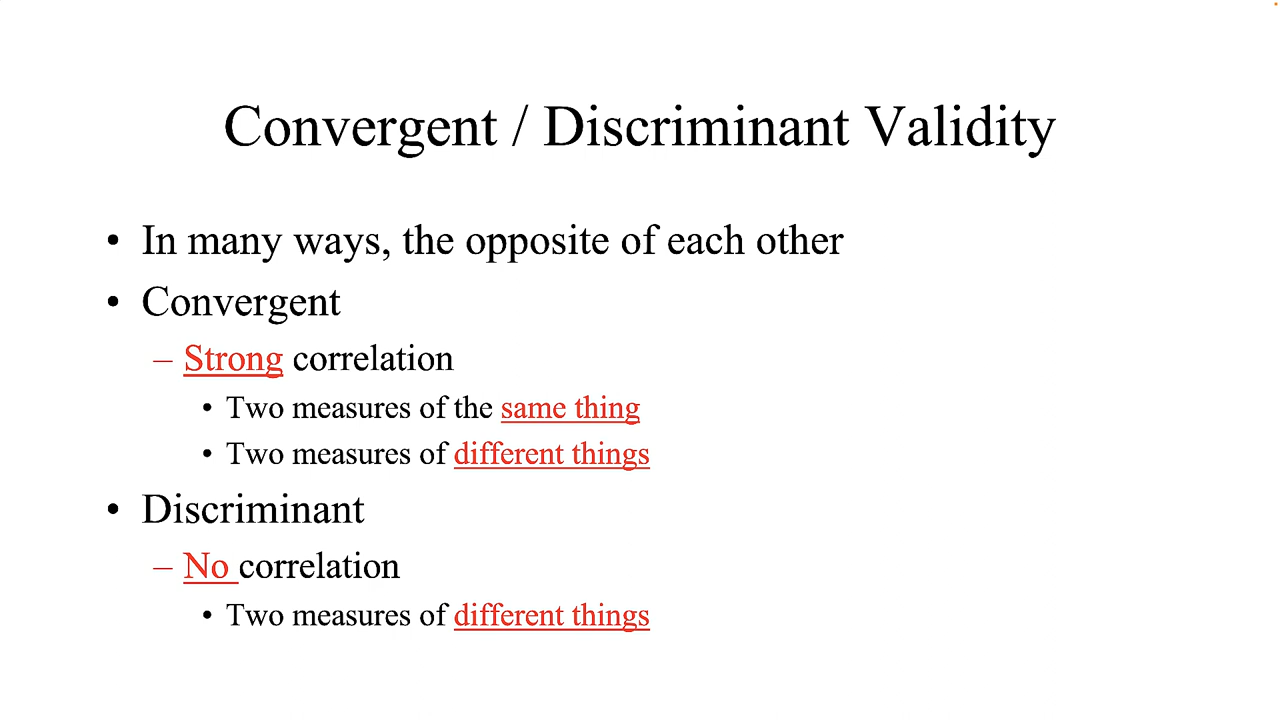 Convergent / Discriminant Validity
• In many ways, the opposite of each other
• Convergent
– Strong correlation
• Two measures of the same thing
• Two measures of different things
• Discriminant
– No correlation
• Two measures of different things